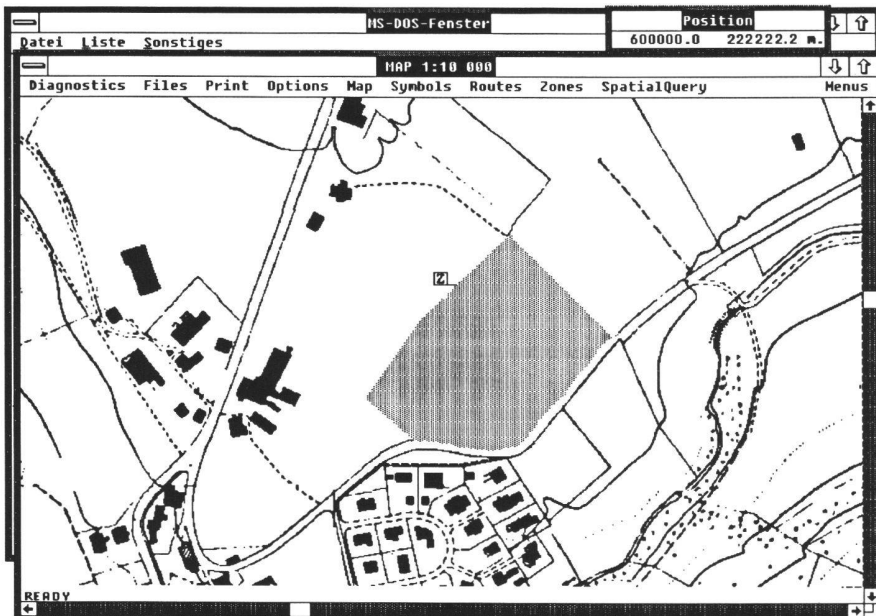 MS-DOS-Fenster
Position
600000.0 222222.2 m.
Datei Liste Sonstiges
MAP 1:10 000
Diagnostics Files Print Options Map Symbols Routes Zones SpatialQuery Menus
Z
READY